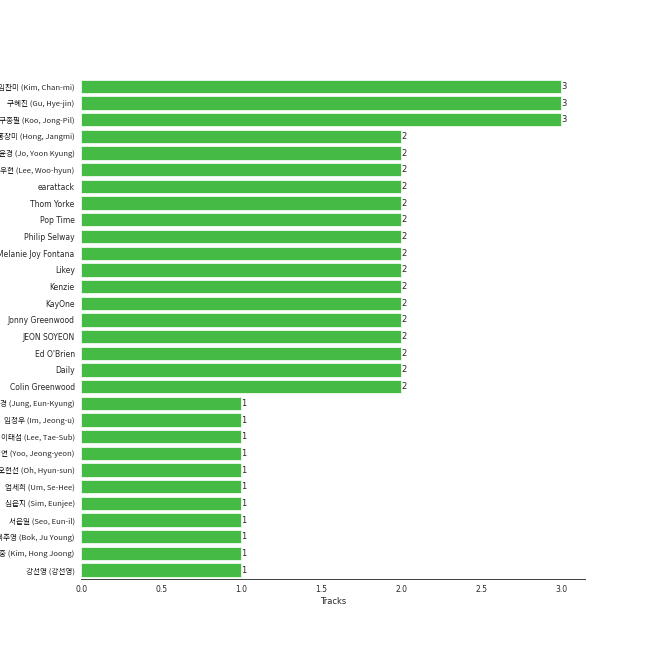 김찬미 (Kim, Chan-mi) 3
구혜진 (Gu, Hye-jin) 3
구종필 (Koo, Jong-Pil) 3
홍장미 (Hong, Jangmi) 2
윤경 (Jo, Yoon Kyung) 2
우현 (Lee, Woo-hyun) 2
earattack 2
Thom Yorke 2
Pop Time 2
Philip Selway 2
Melanie Joy Fontana 2
Likey 2
Kenzie 2
KayOne 2
Jonny Greenwood 2
JEON SOYEON 2
Ed O'Brien 2
Daily 2
Colin Greenwood 2
경 (Jung, Eun-Kyung) 1
임정우 (Im, Jeong-u) 1
이태섭 (Lee, Tae-Sub) 1
연 (Yoo, Jeong-yeon) 1
오현선 (Oh, Hyun-sun) 1
엄세희 (Um, Se-Hee) 1
심은지 (Sim, Eunjee) 1
서은일 (Seo, Eun-il) 1
복주영 (Bok, Ju Young) 1
중 (Kim, Hong Joong) 1
강선영 (강선영) 1
0.0 0.5 1.0 1.5 2.0 2.5 3.0
Tracks